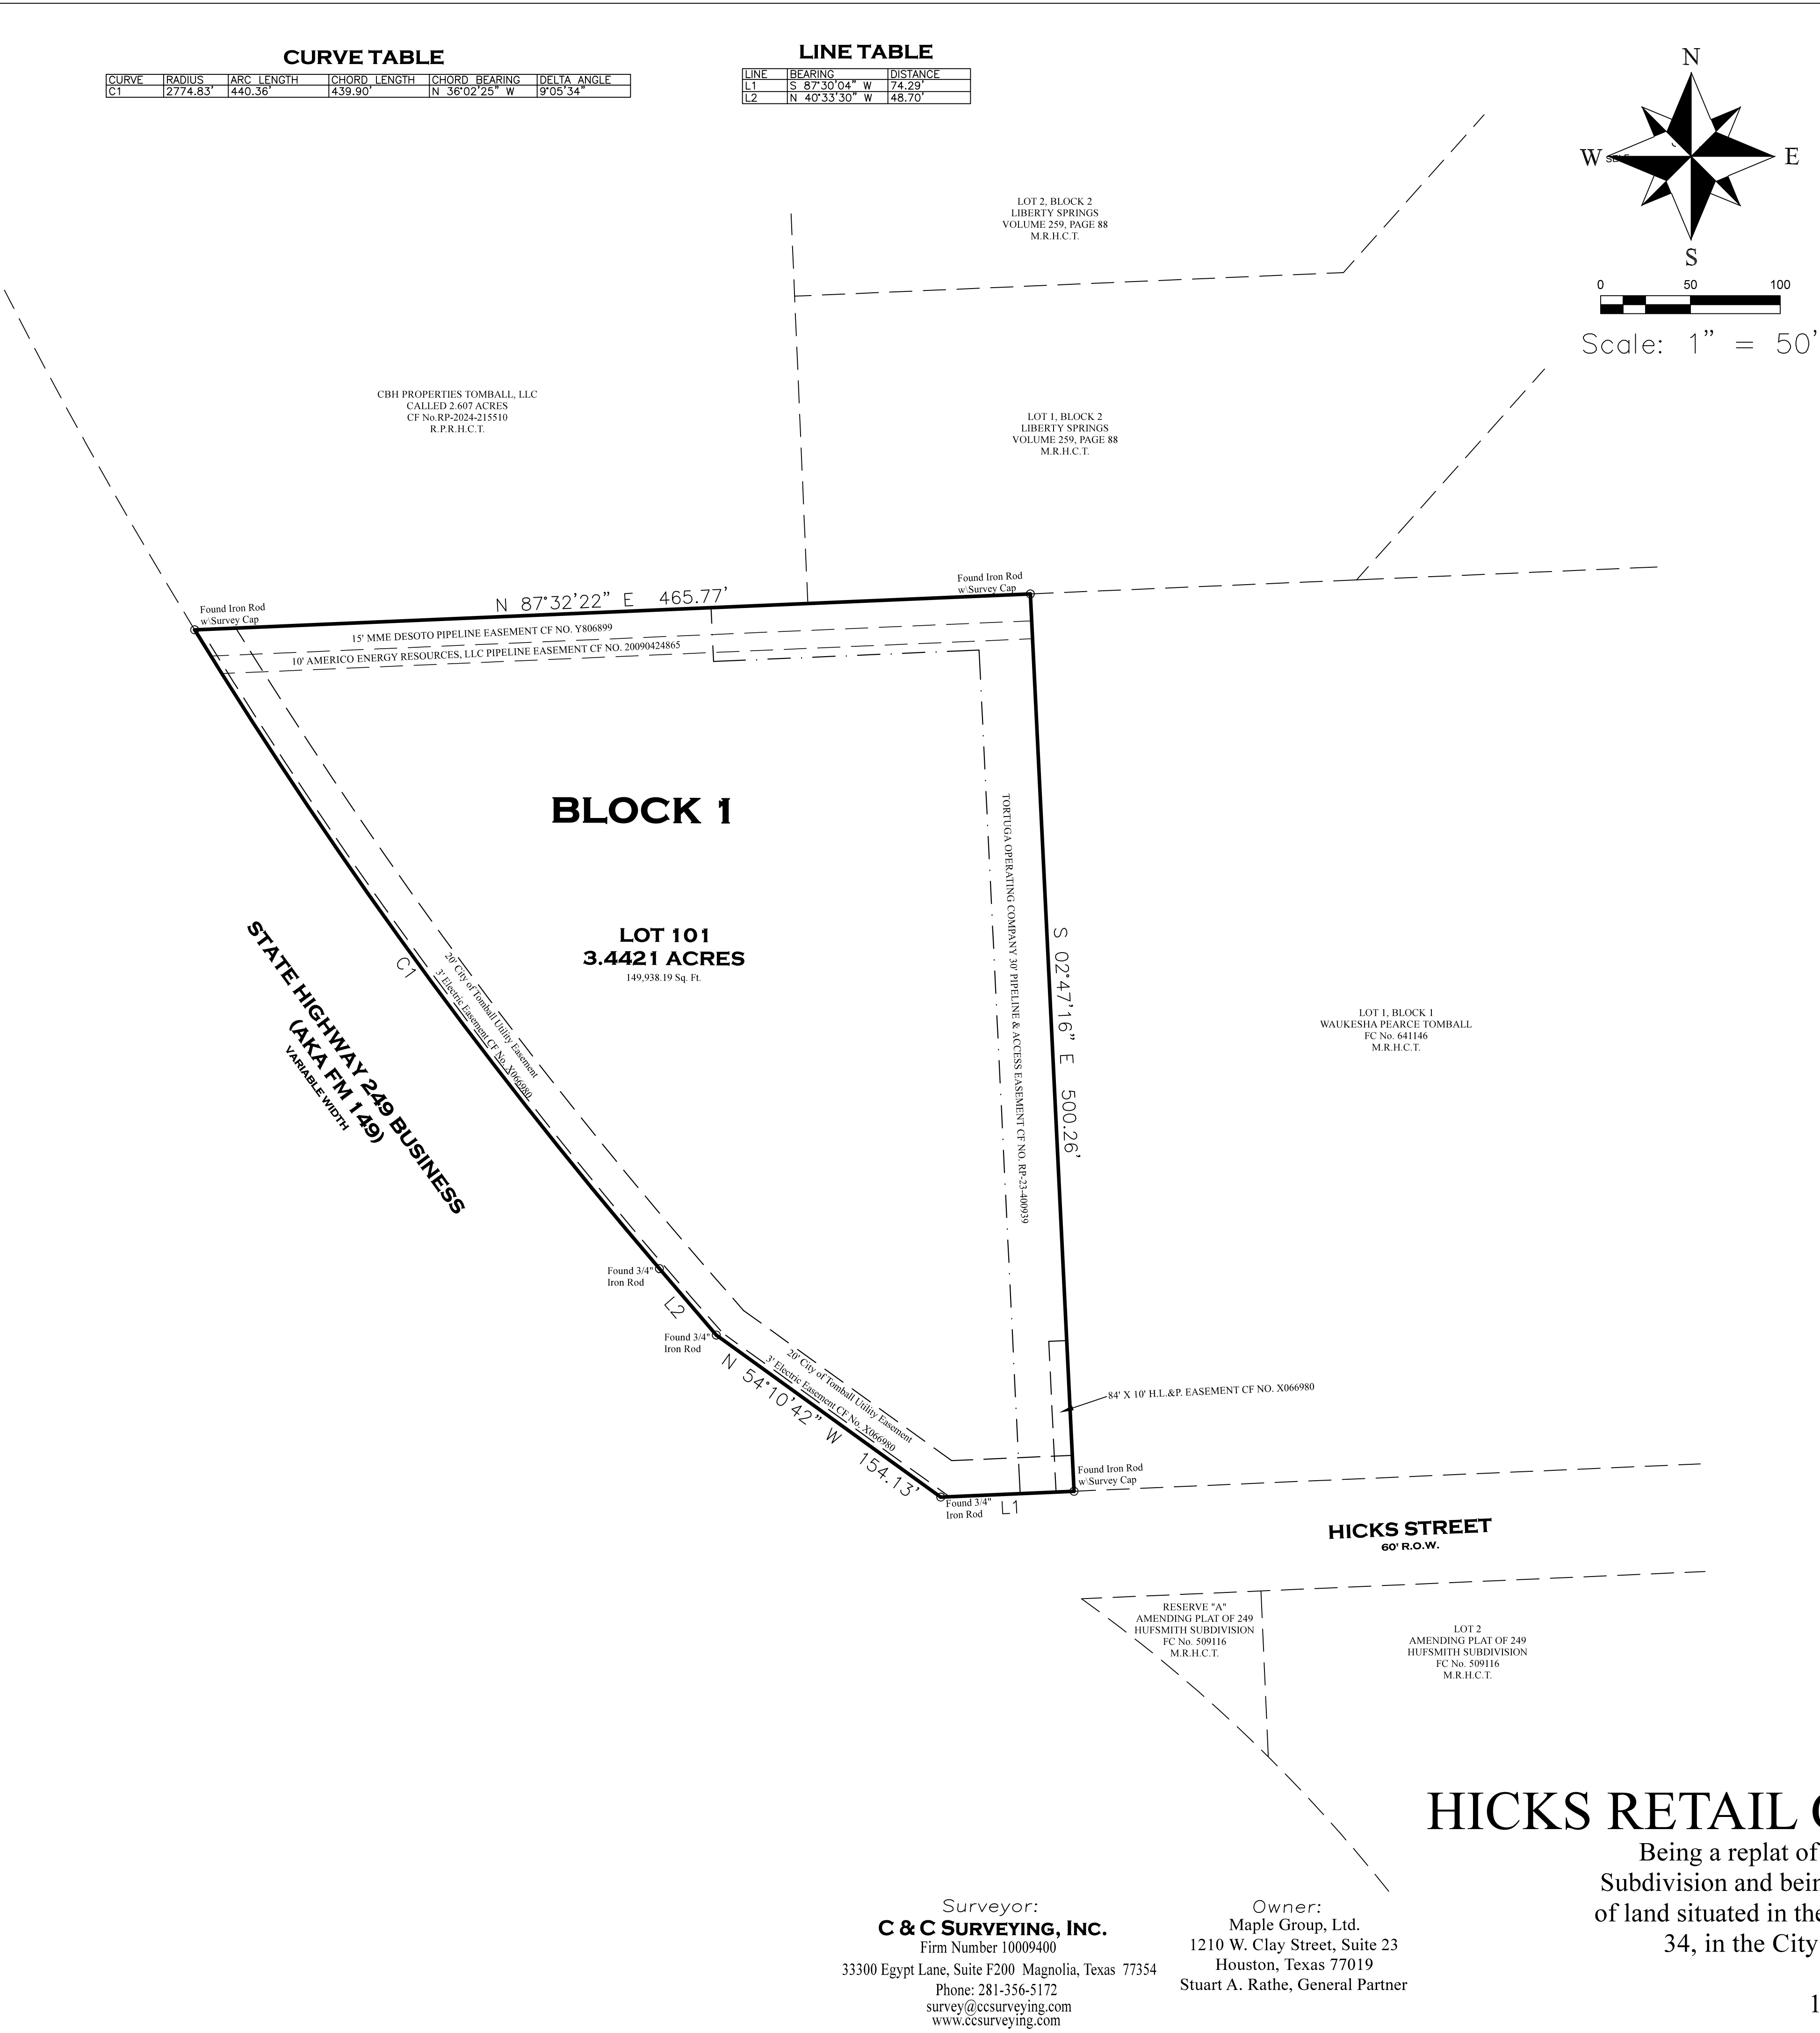 CURVE TABLE
CURVE RADIUS ARC LENGTH CHORD LENGTH CHORD BEARING DELTA ANGLE
C1 2774.83' 440.36' 439.90' N 36°02'25" W 9°05'34"
LINE TABLE
LINE BEARING DISTANCE
L1 S 87°30'04" W 74.29'
L2 N 40°33'30" W 48.70'
N
W
E
S
0 50 100
Scale: 1" = 50'
LOT 2, BLOCK 2
LIBERTY SPRINGS
VOLUME 259, PAGE 88
M.R.H.C.T.
CBH PROPERTIES TOMBALL, LLC
CALLED 2.607 ACRES
CF No.RP-2024-215510
R.P.R.H.C.T.
LOT 1, BLOCK 2
LIBERTY SPRINGS
VOLUME 259, PAGE 88
M.R.H.C.T.
Found Iron Rod
w\Survey Cap
N 87°32'22" E 465.77'
Found Iron Rod
w\Survey Cap
15' MME DESOTO PIPELINE EASEMENT CF NO. Y806899
10' AMERICO ENERGY RESOURCES, LLC PIPELINE EASEMENT CF NO. 20090424865
BLOCK 1
LOT 101
3.4421 ACRES
149,938.19 Sq. Ft.
TORTUGA OPERATING COMPANY 30' PIPELINE & ACCESS EASEMENT CF NO. RP-23-400939
S 02°47'16" E 500.26'
C1
20' City of Tomball Utility Easement
3' Electric Easement CF No. X066980
STATE HIGHWAY 249 BUSINESS
(AKA FM 149)
VARIABLE WIDTH
LOT 1, BLOCK 1
WAUKESHA PEARCE TOMBALL
FC No. 641146
M.R.H.C.T.
Found 3/4"
Iron Rod
L2
Found 3/4"
Iron Rod
N 54°10'42" W 154.13'
20' City of Tomball Utility Easement
3' Electric Easement CF No. X066980
84' X 10' H.L.&P. EASEMENT CF NO. X066980
Found Iron Rod
w\Survey Cap
Found 3/4"
Iron Rod
L1
HICKS STREET
60' R.O.W.
RESERVE "A"
AMENDING PLAT OF 249
HUFSMITH SUBDIVISION
FC No. 509116
M.R.H.C.T.
LOT 2
AMENDING PLAT OF 249
HUFSMITH SUBDIVISION
FC No. 509116
M.R.H.C.T.
HICKS RETAIL
Being a replat of
Subdivision and bein
of land situated in the
34, in the City
1
Surveyor:
C & C SURVEYING, INC.
Firm Number 10009400
33300 Egypt Lane, Suite F200 Magnolia, Texas 77354
Phone: 281-356-5172
survey@ccsurveying.com
www.ccsurveying.com
Owner:
Maple Group, Ltd.
1210 W. Clay Street, Suite 23
Houston, Texas 77019
Stuart A. Rathe, General Partner